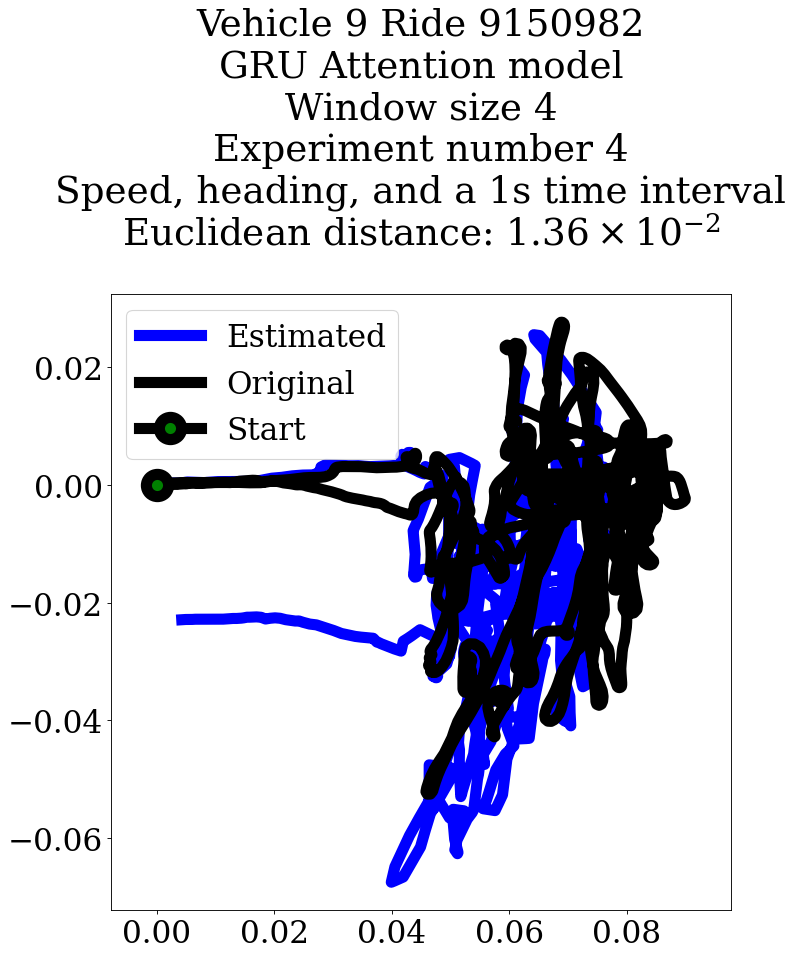 Vehicle 9 Ride 9150982
GRU Attention model
Window size 4
Experiment number 4
Speed, heading, and a 1s time interval
Euclidean distance: 1.36 × 10⁻²
Estimated
Original
Start
0.02
0.00
−0.02
−0.04
−0.06
0.00 0.02 0.04 0.06 0.08